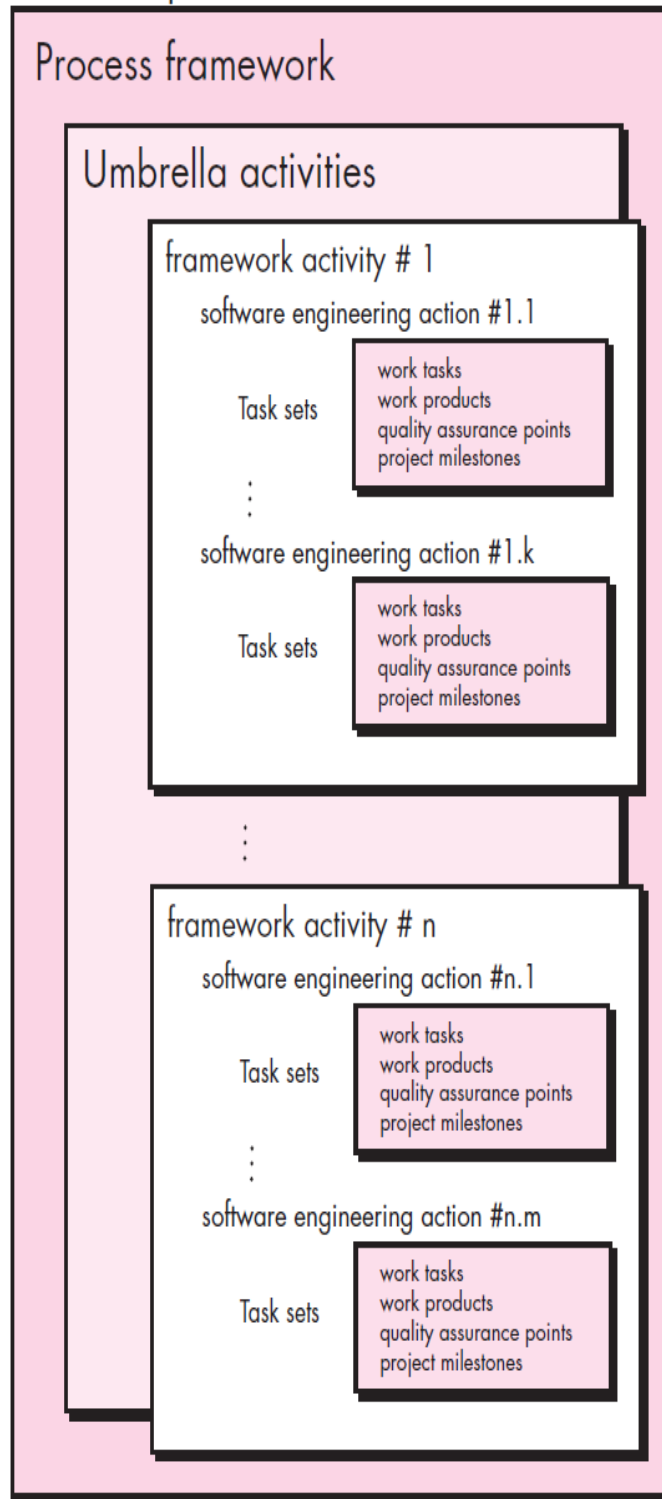 Process framework
Umbrella activities
framework activity # 1
software engineering action #1.1
Task sets
work tasks
work products
quality assurance points
project milestones
software engineering action #1.k
Task sets
work tasks
work products
quality assurance points
project milestones
framework activity # n
software engineering action #n.1
Task sets
work tasks
work products
quality assurance points
project milestones
software engineering action #n.m
Task sets
work tasks
work products
quality assurance points
project milestones